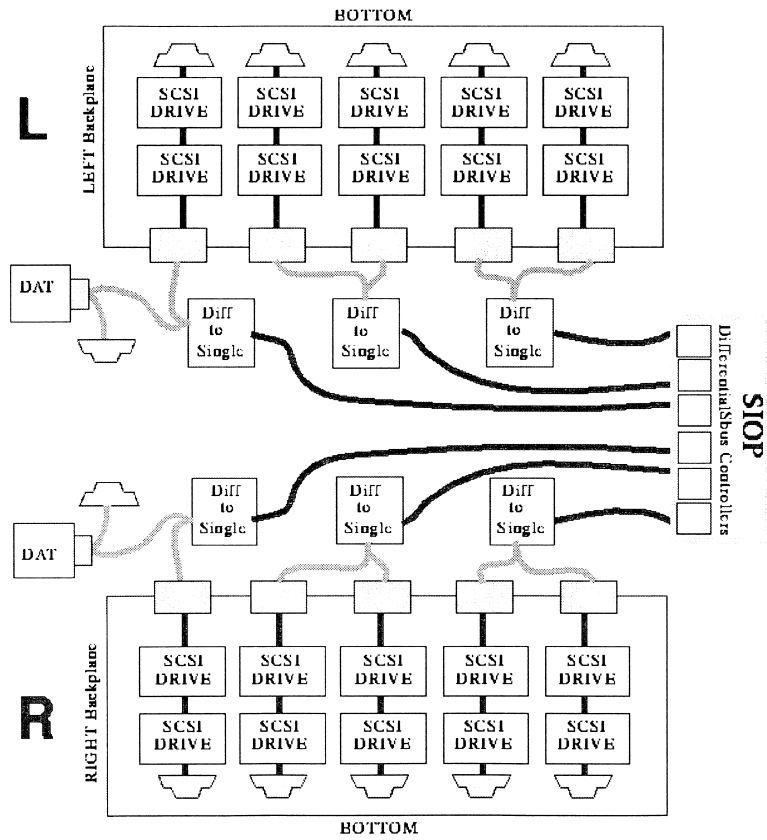 BOTTOM
L
LEFT Backplane
SCSI DRIVE
SCSI DRIVE
SCSI DRIVE
SCSI DRIVE
SCSI DRIVE
SCSI DRIVE
SCSI DRIVE
SCSI DRIVE
SCSI DRIVE
SCSI DRIVE
DAT
Diff to Single
Diff to Single
Diff to Single
Differential Sbus Controllers
SIOP
Diff to Single
Diff to Single
Diff to Single
DAT
R
RIGHT Backplane
SCSI DRIVE
SCSI DRIVE
SCSI DRIVE
SCSI DRIVE
SCSI DRIVE
SCSI DRIVE
SCSI DRIVE
SCSI DRIVE
SCSI DRIVE
SCSI DRIVE
BOTTOM